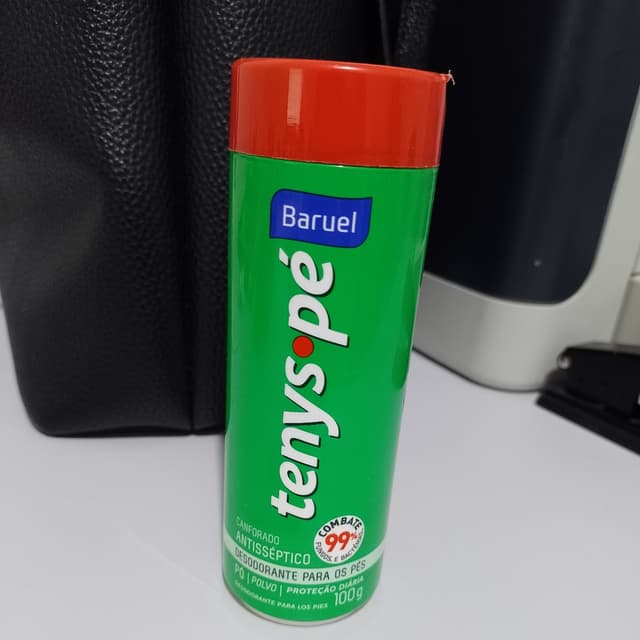 Baruel
tenys•pé
CANFORADO
ANTISSÉPTICO
COMBATE
99%
FUNGOS E BACTÉRIAS
DESODORANTE PARA OS PÉS
PÓ | POLVO | PROTEÇÃO DIÁRIA
DESODORANTE PARA LOS PIES
100g